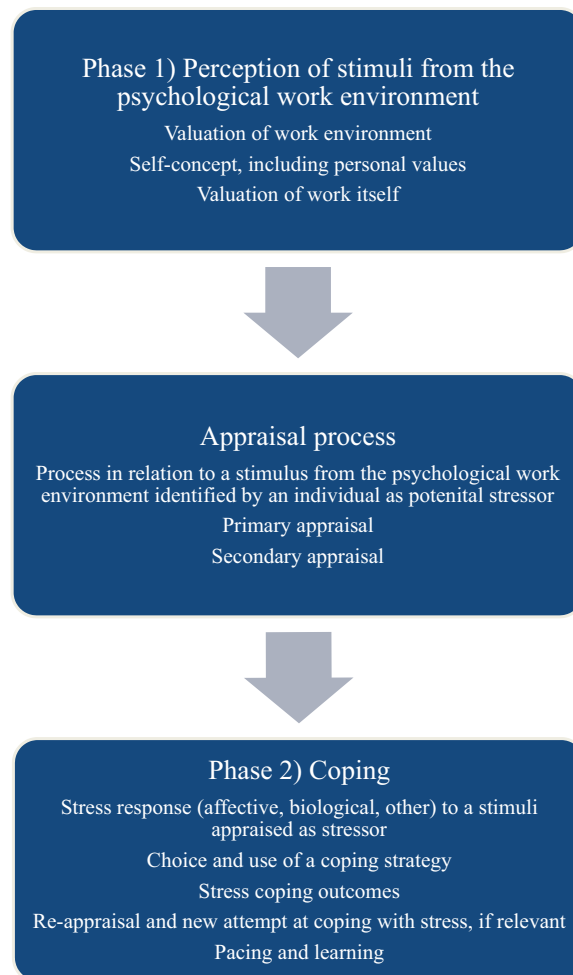 Phase 1) Perception of stimuli from the
psychological work environment
Valuation of work environment
Self-concept, including personal values
Valuation of work itself
Appraisal process
Process in relation to a stimulus from the psychological work
environment identified by an individual as potenital stressor
Primary appraisal
Secondary appraisal
Phase 2) Coping
Stress response (affective, biological, other) to a stimuli
appraised as stressor
Choice and use of a coping strategy
Stress coping outcomes
Re-appraisal and new attempt at coping with stress, if relevant
Pacing and learning